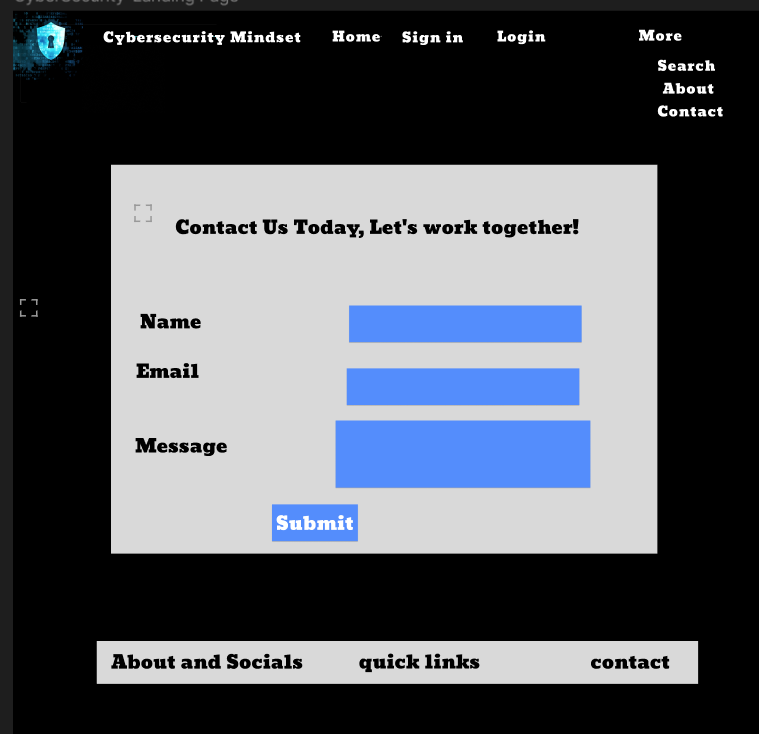 Cybersecurity Landing Page
Cybersecurity Mindset Home Sign in Login More
Search
About
Contact
Contact Us Today, Let's work together!
Name
Email
Message
Submit
About and Socials quick links contact